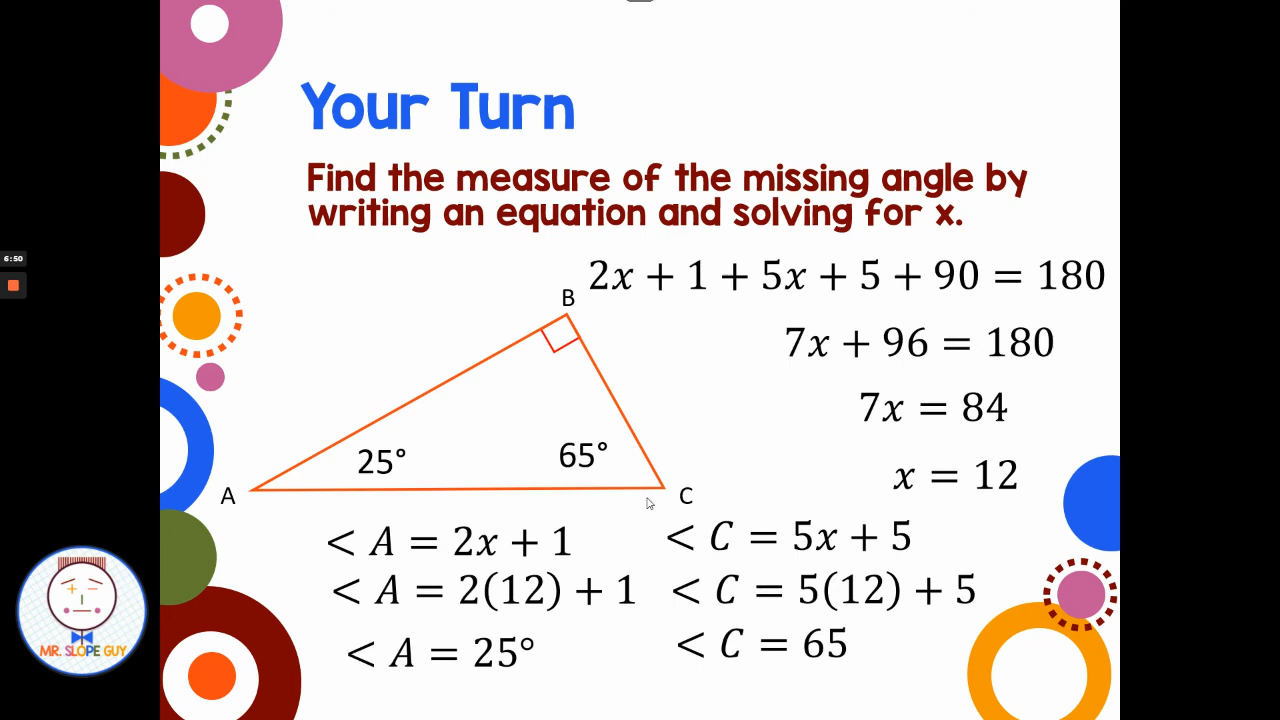 Your Turn
Find the measure of the missing angle by
writing an equation and solving for x.
6:50
2x + 1 + 5x + 5 + 90 = 180
B
7x + 96 = 180
7x = 84
25°
65°
x = 12
A
C
< A = 2x + 1
< C = 5x + 5
< A = 2(12) + 1
< C = 5(12) + 5
< A = 25°
< C = 65
MR. SLOPE GUY